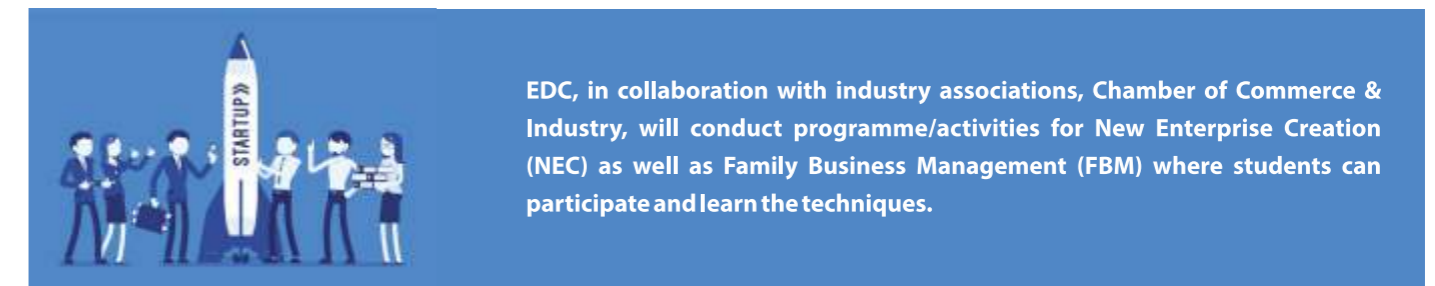 STARTUP»
EDC, in collaboration with industry associations, Chamber of Commerce &
Industry, will conduct programme/activities for New Enterprise Creation
(NEC) as well as Family Business Management (FBM) where students can
participate and learn the techniques.